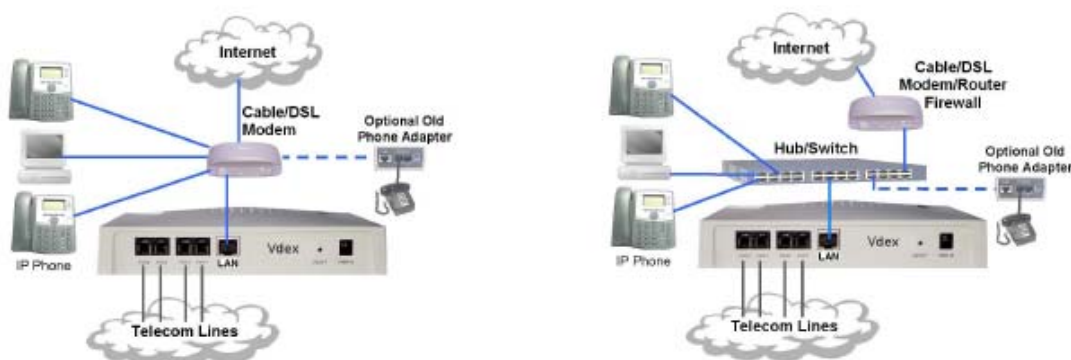 Internet
Cable/DSL
Modem
Optional Old
Phone Adapter
IP Phone
LAN
Vdex
Telecom Lines
Internet
Cable/DSL
Modem/Router
Firewall
Hub/Switch
Optional Old
Phone Adapter
IP Phone
LAN
Vdex
Telecom Lines